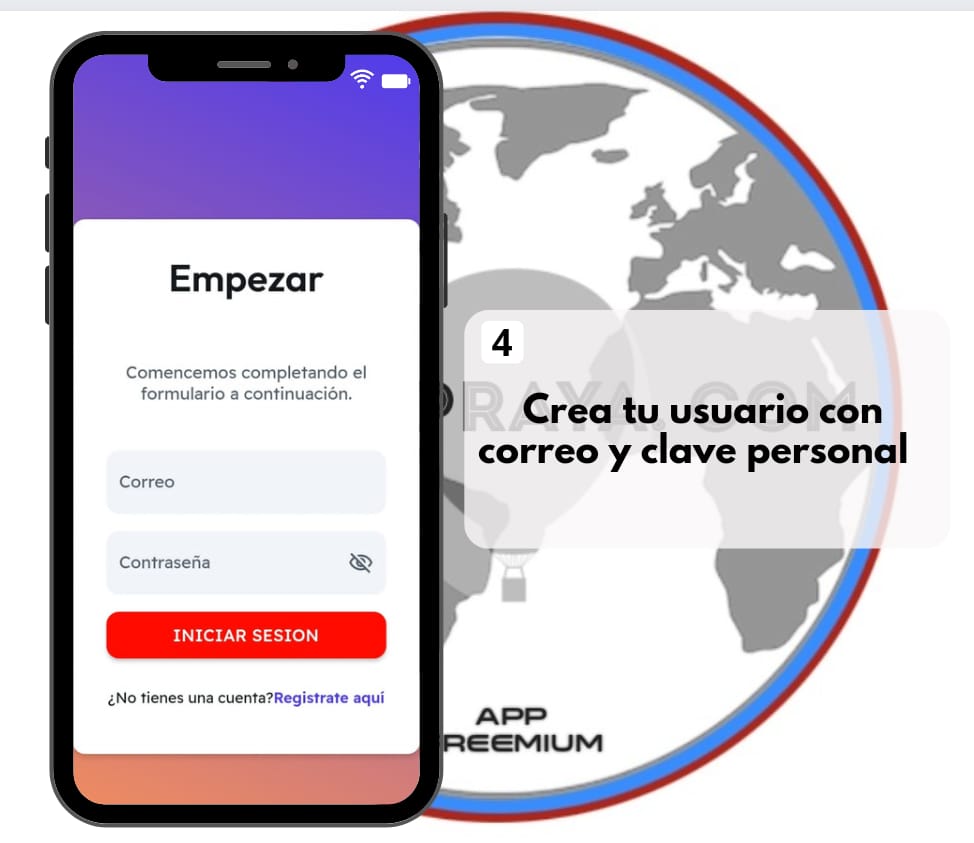 Empezar
Comencemos completando el
formulario a continuación.
Correo
Contraseña
INICIAR SESION
¿No tienes una cuenta?Registrate aquí
4
Crea tu usuario con
correo y clave personal
RAYA. COM
APP
REEMIUM